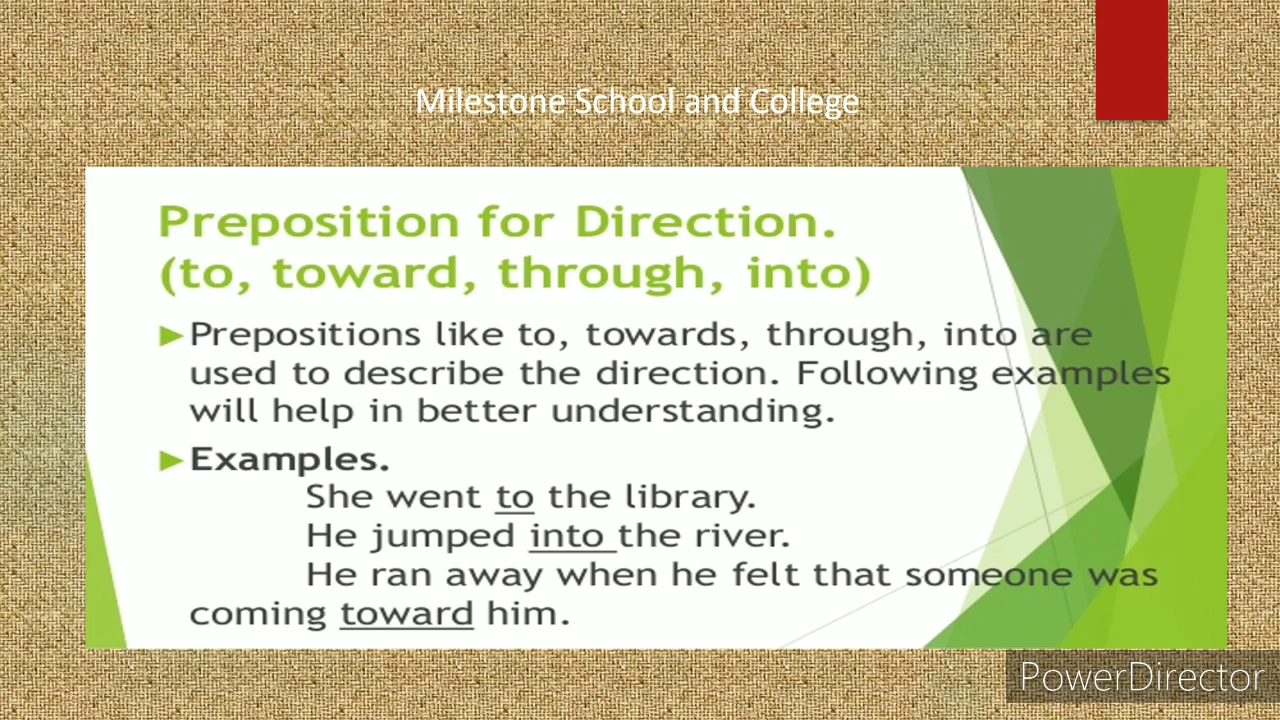 Milestone School and College
Preposition for Direction.
(to, toward, through, into)
Prepositions like to, towards, through, into are
used to describe the direction. Following examples
will help in better understanding.
Examples.
She went to the library.
He jumped into the river.
He ran away when he felt that someone was
coming toward him.
PowerDirector